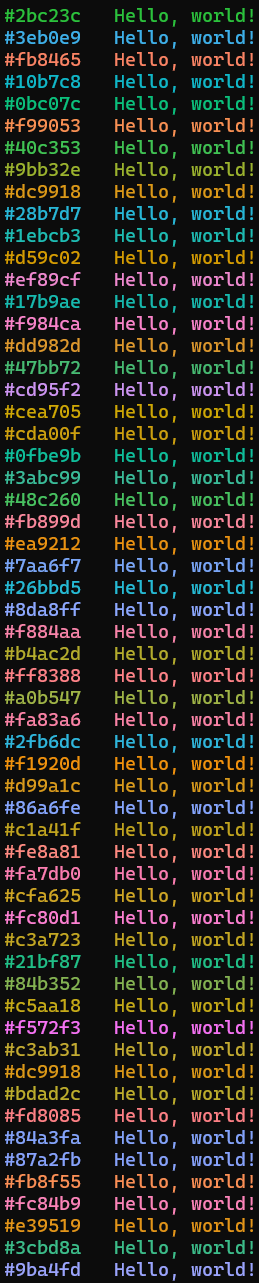 #2bc23c   Hello, world!
#3eb0e9   Hello, world!
#fb8465   Hello, world!
#10b7c8   Hello, world!
#0bc07c   Hello, world!
#f99053   Hello, world!
#40c353   Hello, world!
#9bb32e   Hello, world!
#dc9918   Hello, world!
#28b7d7   Hello, world!
#1ebcb3   Hello, world!
#d59c02   Hello, world!
#ef89cf   Hello, world!
#17b9ae   Hello, world!
#f984ca   Hello, world!
#dd982d   Hello, world!
#47bb72   Hello, world!
#cd95f2   Hello, world!
#cea705   Hello, world!
#cda00f   Hello, world!
#0fbe9b   Hello, world!
#3abc99   Hello, world!
#48c260   Hello, world!
#fb899d   Hello, world!
#ea9212   Hello, world!
#7aa6f7   Hello, world!
#26bbd5   Hello, world!
#8da8ff   Hello, world!
#f884aa   Hello, world!
#b4ac2d   Hello, world!
#ff8388   Hello, world!
#a0b547   Hello, world!
#fa83a6   Hello, world!
#2fb6dc   Hello, world!
#f1920d   Hello, world!
#d99a1c   Hello, world!
#86a6fe   Hello, world!
#c1a41f   Hello, world!
#fe8a81   Hello, world!
#fa7db0   Hello, world!
#cfa625   Hello, world!
#fc80d1   Hello, world!
#c3a723   Hello, world!
#21bf87   Hello, world!
#84b352   Hello, world!
#c5aa18   Hello, world!
#f572f3   Hello, world!
#c3ab31   Hello, world!
#dc9918   Hello, world!
#bdad2c   Hello, world!
#fd8085   Hello, world!
#84a3fa   Hello, world!
#87a2fb   Hello, world!
#fb8f55   Hello, world!
#fc84b9   Hello, world!
#e39519   Hello, world!
#3cbd8a   Hello, world!
#9ba4fd   Hello, world!